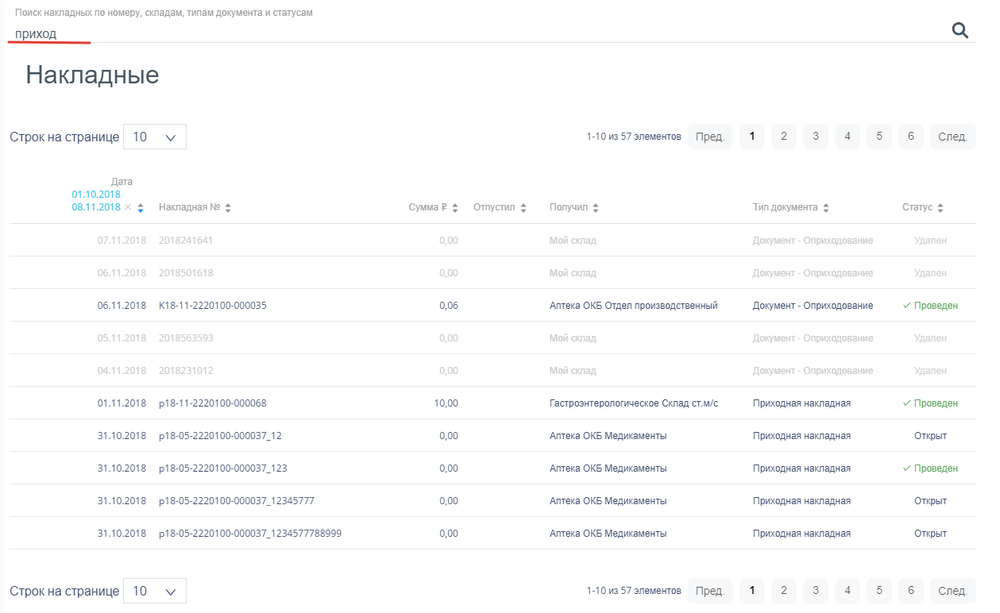 Поиск накладных по номеру, складам, типам документа и статусам
приход
Накладные
Строк на странице 10 1-10 из 57 элементов Пред. 1 2 3 4 5 6 След.
Дата
01.10.2018
08.11.2018 × Накладная № Сумма ₽ Отпустил Получил Тип документа Статус
07.11.2018 2018241641 0,00 Мой склад Документ - Оприходование Удален
06.11.2018 2018501618 0,00 Мой склад Документ - Оприходование Удален
06.11.2018 K18-11-2220100-000035 0,06 Аптека ОКБ Отдел производственный Документ - Оприходование ✓ Проведен
05.11.2018 2018563593 0,00 Мой склад Документ - Оприходование Удален
04.11.2018 2018231012 0,00 Мой склад Документ - Оприходование Удален
01.11.2018 p18-11-2220100-000068 10,00 Гастроэнтерологическое Склад ст.м/с Приходная накладная ✓ Проведен
31.10.2018 p18-05-2220100-000037_12 0,00 Аптека ОКБ Медикаменты Приходная накладная Открыт
31.10.2018 p18-05-2220100-000037_123 0,00 Аптека ОКБ Медикаменты Приходная накладная ✓ Проведен
31.10.2018 p18-05-2220100-000037_12345777 0,00 Аптека ОКБ Медикаменты Приходная накладная Открыт
31.10.2018 p18-05-2220100-000037_1234577788999 0,00 Аптека ОКБ Медикаменты Приходная накладная Открыт
Строк на странице 10 1-10 из 57 элементов Пред. 1 2 3 4 5 6 След.